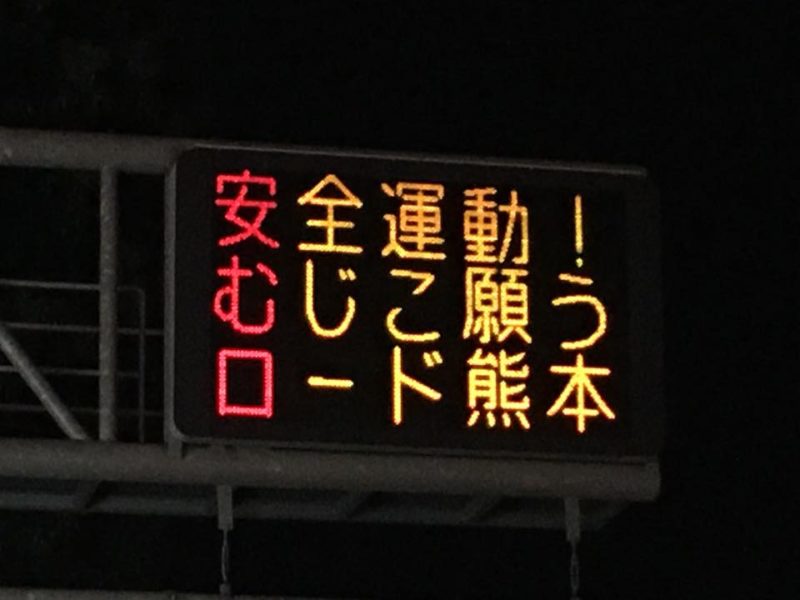 安全運動！
むじこ願う
ロード熊本